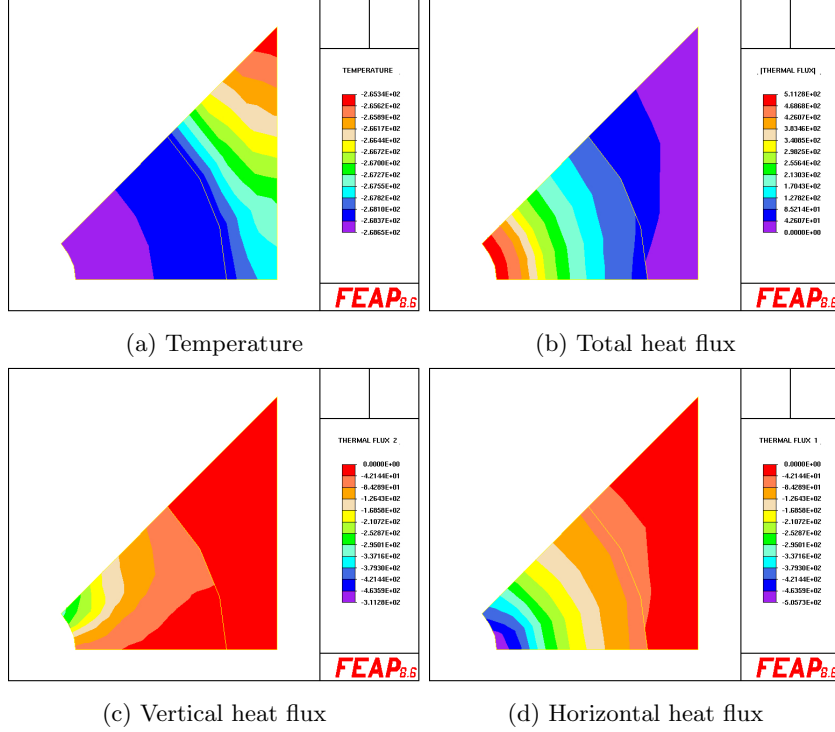 TEMPERATURE
-2.6534E+02
-2.6562E+02
-2.6589E+02
-2.6617E+02
-2.6644E+02
-2.6672E+02
-2.6700E+02
-2.6727E+02
-2.6755E+02
-2.6782E+02
-2.6810E+02
-2.6837E+02
-2.6865E+02
FEAP8.6
(a) Temperature
|THERMAL FLUX|
5.1128E+02
4.6868E+02
4.2607E+02
3.8346E+02
3.4085E+02
2.9825E+02
2.5564E+02
2.1303E+02
1.7043E+02
1.2782E+02
8.5214E+01
4.2607E+01
0.0000E+00
FEAP8.6
(b) Total heat flux
THERMAL FLUX 2
0.0000E+00
-4.2144E+01
-8.4289E+01
-1.2643E+02
-1.6858E+02
-2.1072E+02
-2.5287E+02
-2.9501E+02
-3.3716E+02
-3.7930E+02
-4.2144E+02
-4.6359E+02
-3.1128E+02
FEAP8.6
(c) Vertical heat flux
THERMAL FLUX 1
0.0000E+00
-4.2144E+01
-8.4289E+01
-1.2643E+02
-1.6858E+02
-2.1072E+02
-2.5287E+02
-2.9501E+02
-3.3716E+02
-3.7930E+02
-4.2144E+02
-4.6359E+02
-5.0573E+02
FEAP8.6
(d) Horizontal heat flux